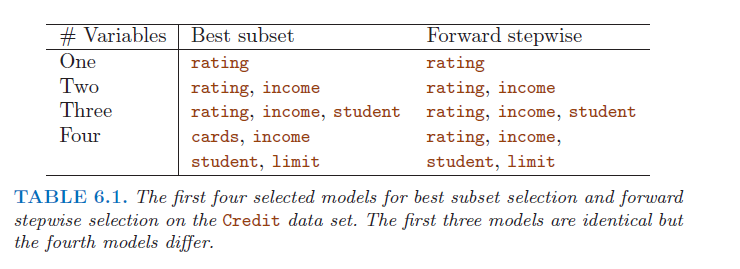 # Variables Best subset Forward stepwise
One rating rating
Two rating, income rating, income
Three rating, income, student rating, income, student
Four cards, income rating, income,
student, limit student, limit
TABLE 6.1. The first four selected models for best subset selection and forward
stepwise selection on the Credit data set. The first three models are identical but
the fourth models differ.